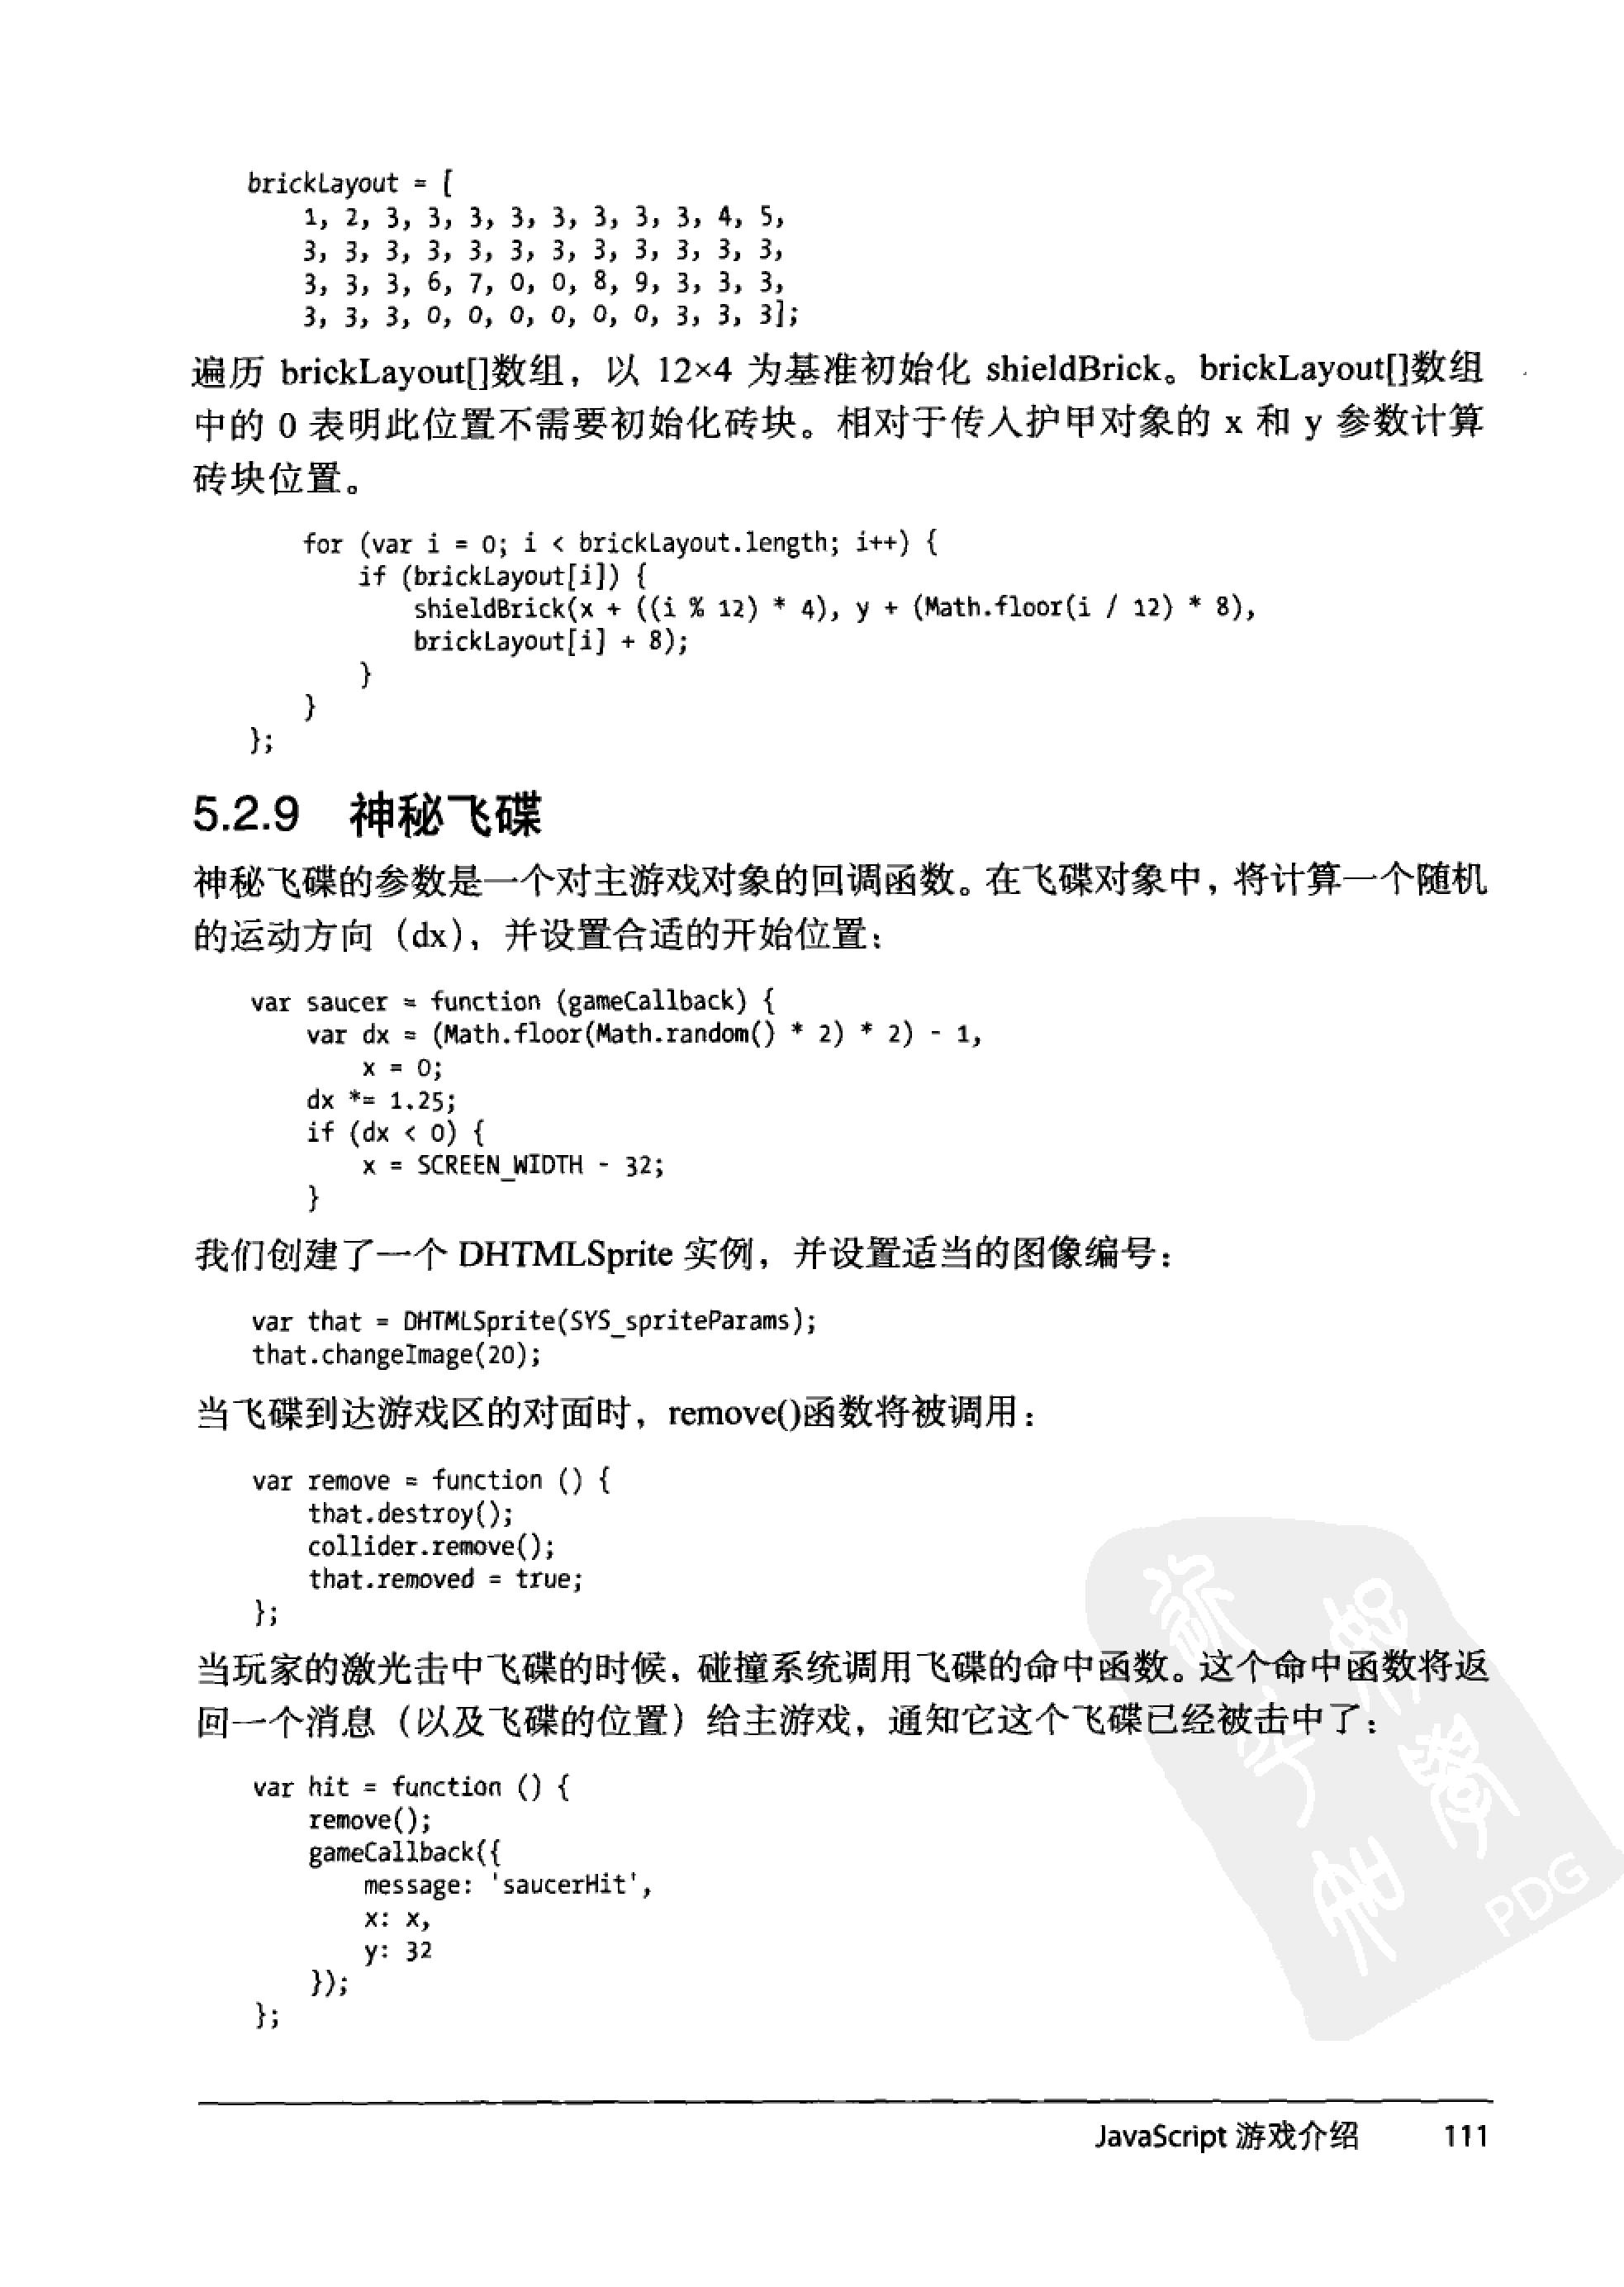 brickLayout = [
1, 2, 3, 3, 3, 3, 3, 3, 3, 3, 4, 5,
3, 3, 3, 3, 3, 3, 3, 3, 3, 3, 3, 3,
3, 3, 3, 6, 7, 0, 0, 8, 9, 3, 3, 3,
3, 3, 3, 0, 0, 0, 0, 0, 0, 3, 3, 3];
遍历 brickLayout[]数组，以 12×4 为基准初始化 shieldBrick。brickLayout[]数组
中的 0 表明此位置不需要初始化砖块。相对于传入护甲对象的 x 和 y 参数计算
砖块位置。
for (var i = 0; i < brickLayout.length; i++) {
if (brickLayout[i]) {
shieldBrick(x + ((i % 12) * 4), y + (Math.floor(i / 12) * 8),
brickLayout[i] + 8);
}
}
};
5.2.9 神秘飞碟
神秘飞碟的参数是一个对主游戏对象的回调函数。在飞碟对象中，将计算一个随机
的运动方向（dx），并设置合适的开始位置：
var saucer = function (gameCallback) {
var dx = (Math.floor(Math.random() * 2) * 2) - 1,
x = 0;
dx *= 1.25;
if (dx < 0) {
x = SCREEN_WIDTH - 32;
}
我们创建了一个 DHTMLSprite 实例，并设置适当的图像编号：
var that = DHTMLSprite(SYS_spriteParams);
that.changeImage(20);
当飞碟到达游戏区的对面时，remove()函数将被调用：
var remove = function () {
that.destroy();
collider.remove();
that.removed = true;
};
当玩家的激光击中飞碟的时候，碰撞系统调用飞碟的命中函数。这个命中函数将返
回一个消息（以及飞碟的位置）给主游戏，通知它这个飞碟已经被击中了：
var hit = function () {
remove();
gameCallback({
message: 'saucerHit',
x: x,
y: 32
});
};
PDG
JavaScript 游戏介绍 111